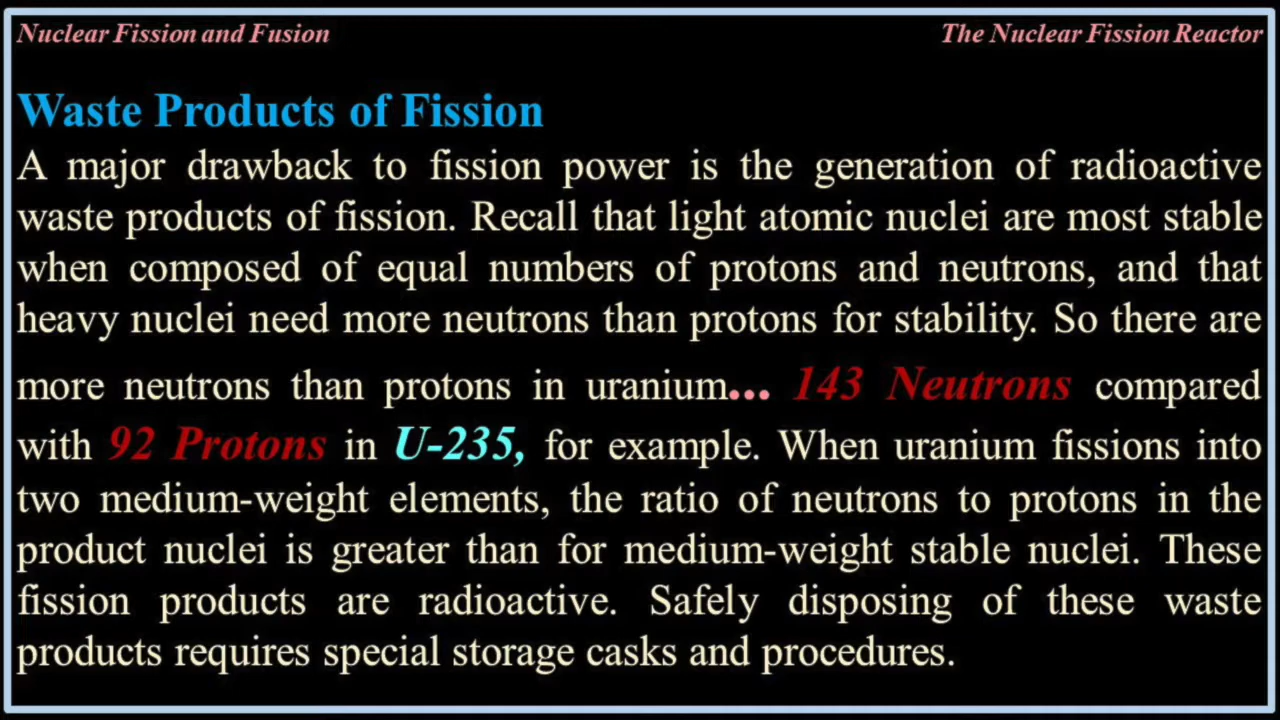 Nuclear Fission and Fusion
The Nuclear Fission Reactor
Waste Products of Fission
A major drawback to fission power is the generation of radioactive
waste products of fission. Recall that light atomic nuclei are most stable
when composed of equal numbers of protons and neutrons, and that
heavy nuclei need more neutrons than protons for stability. So there are
more neutrons than protons in uranium... 143 Neutrons compared
with 92 Protons in U-235, for example. When uranium fissions into
two medium-weight elements, the ratio of neutrons to protons in the
product nuclei is greater than for medium-weight stable nuclei. These
fission products are radioactive. Safely disposing of these waste
products requires special storage casks and procedures.